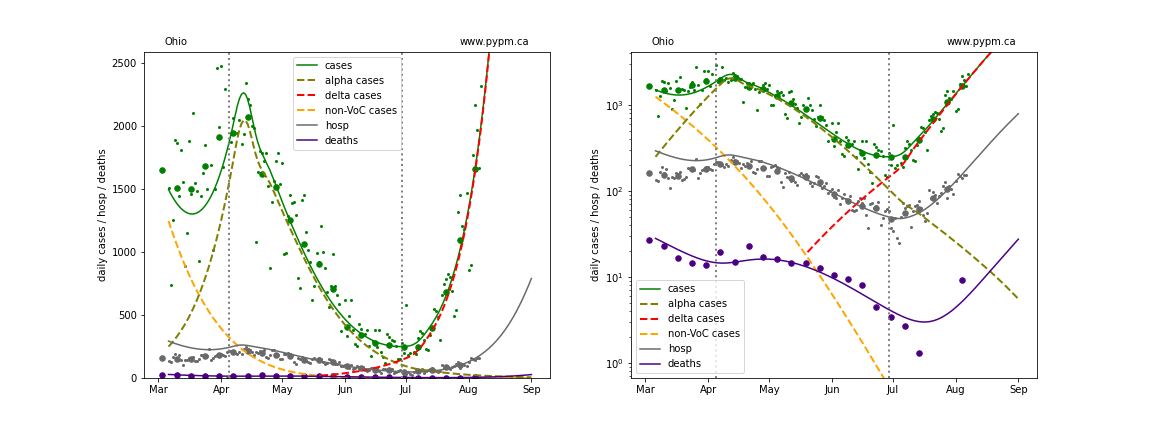 Ohio www.pypm.ca
2500
2000
1500
1000
500
0
daily cases / hosp / deaths
cases
alpha cases
delta cases
non-VoC cases
hosp
deaths
Mar Apr May Jun Jul Aug Sep
Ohio www.pypm.ca
10³
10²
10¹
10⁰
daily cases / hosp / deaths
cases
alpha cases
delta cases
non-VoC cases
hosp
deaths
Mar Apr May Jun Jul Aug Sep